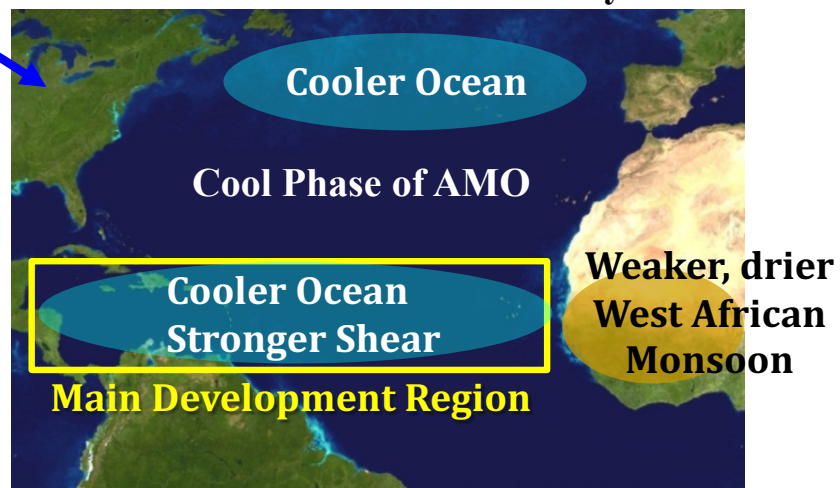 Cooler Ocean
Cool Phase of AMO
Weaker, drier
West African
Monsoon
Cooler Ocean
Stronger Shear
Main Development Region